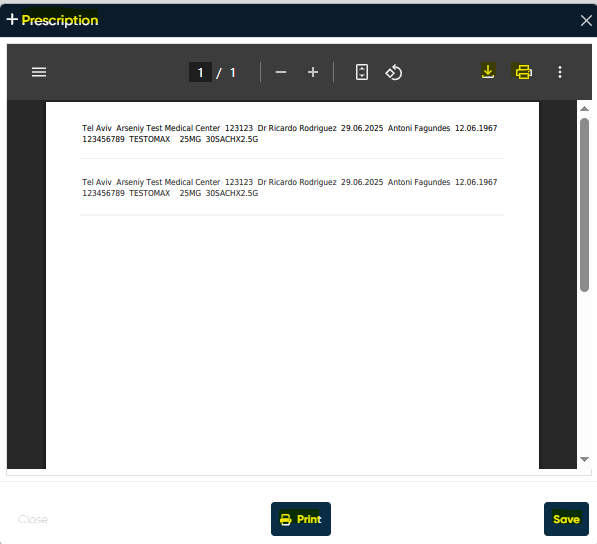 + Prescription
1 / 1
Tel Aviv Arseniy Test Medical Center 123123 Dr Ricardo Rodriguez 29.06.2025 Antoni Fagundes 12.06.1967
123456789 TESTOMAX 25MG 30SACHX2.5G
Tel Aviv Arseniy Test Medical Center 123123 Dr Ricardo Rodriguez 29.06.2025 Antoni Fagundes 12.06.1967
123456789 TESTOMAX 25MG 30SACHX2.5G
Close
Print
Save